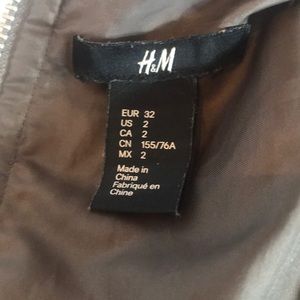 H&M
EUR 32
US 2
CA 2
CN 155/76A
MX 2
Made in
China
Fabriqué en
Chine